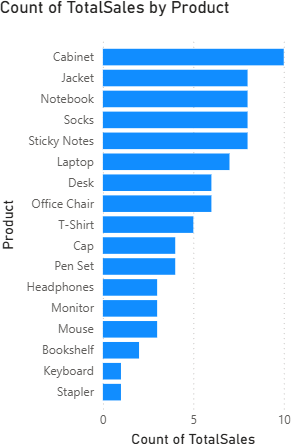 Count of TotalSales by Product
Product
Cabinet
Jacket
Notebook
Socks
Sticky Notes
Laptop
Desk
Office Chair
T-Shirt
Cap
Pen Set
Headphones
Monitor
Mouse
Bookshelf
Keyboard
Stapler
0 5 10
Count of TotalSales